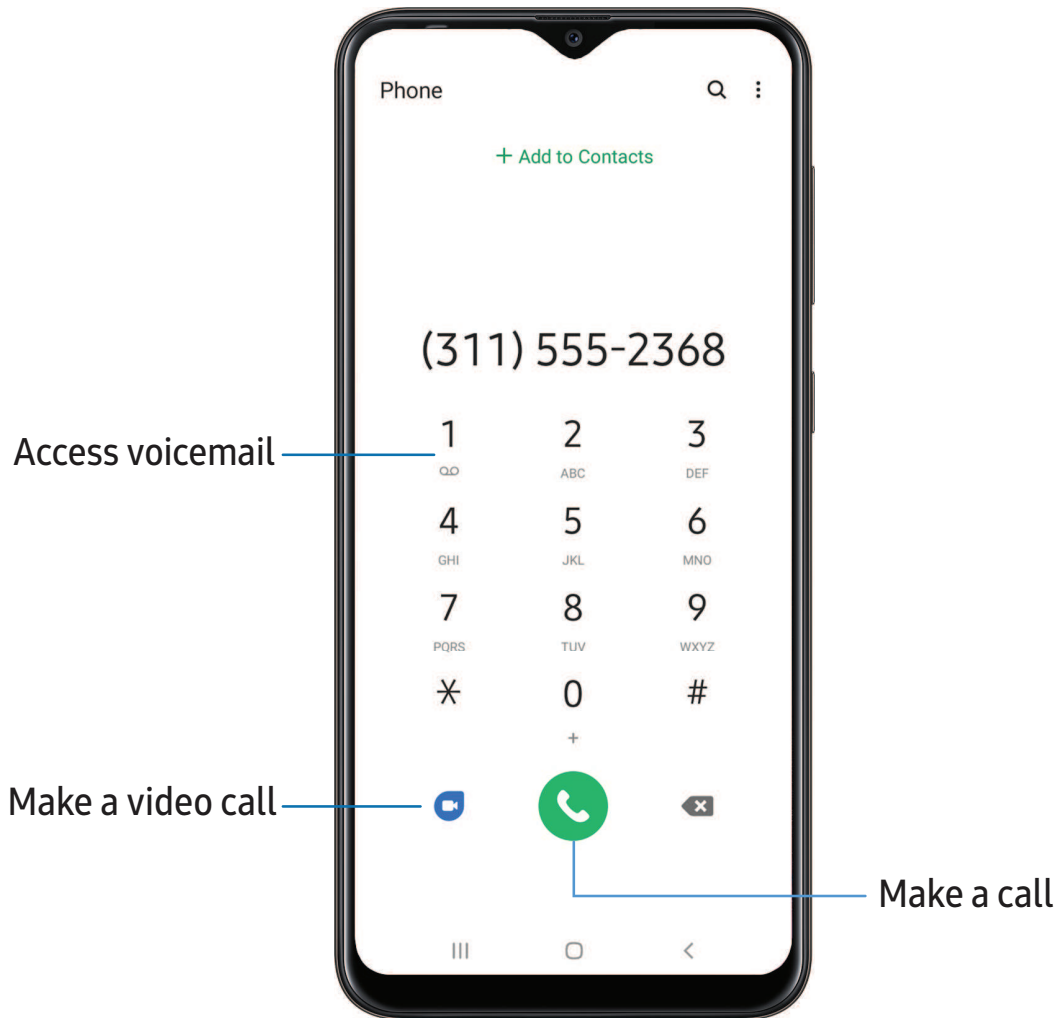 Phone
+ Add to Contacts
(311) 555-2368
Access voicemail
1 2 3
ABC DEF
4 5 6
GHI JKL MNO
7 8 9
PQRS TUV WXYZ
* 0 #
+
Make a video call
Make a call